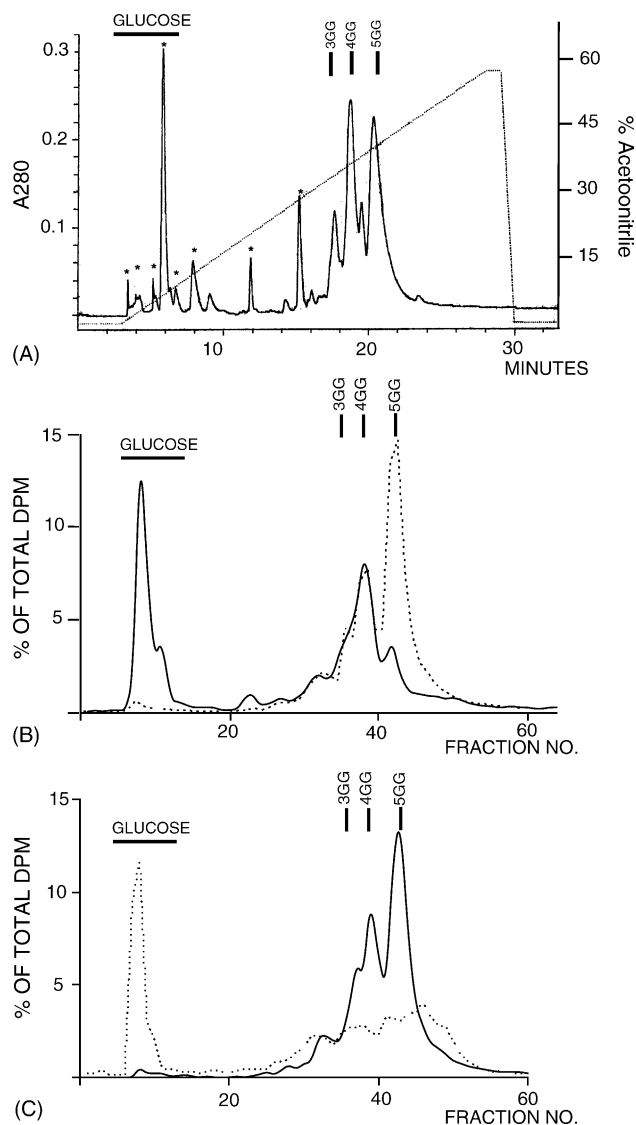 GLUCOSE
3GG
4GG
5GG
0.3
0.2
0.1
A280
60
45
30
15
% Acetoonitrlie
* * * * * * * *
10
20
30
MINUTES
(A)
3GG
4GG
5GG
GLUCOSE
15
10
5
% OF TOTAL DPM
20
40
60
FRACTION NO.
(B)
3GG
4GG
5GG
GLUCOSE
15
10
5
% OF TOTAL DPM
20
40
60
FRACTION NO.
(C)